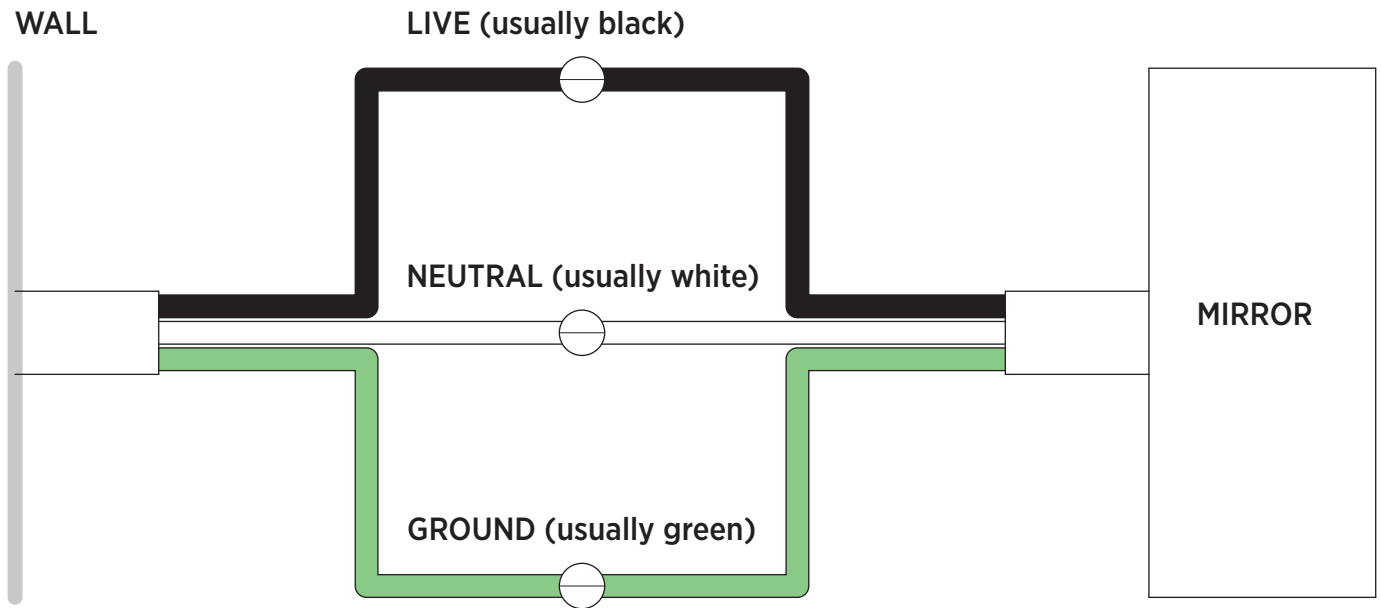 WALL
LIVE (usually black)
NEUTRAL (usually white)
MIRROR
GROUND (usually green)